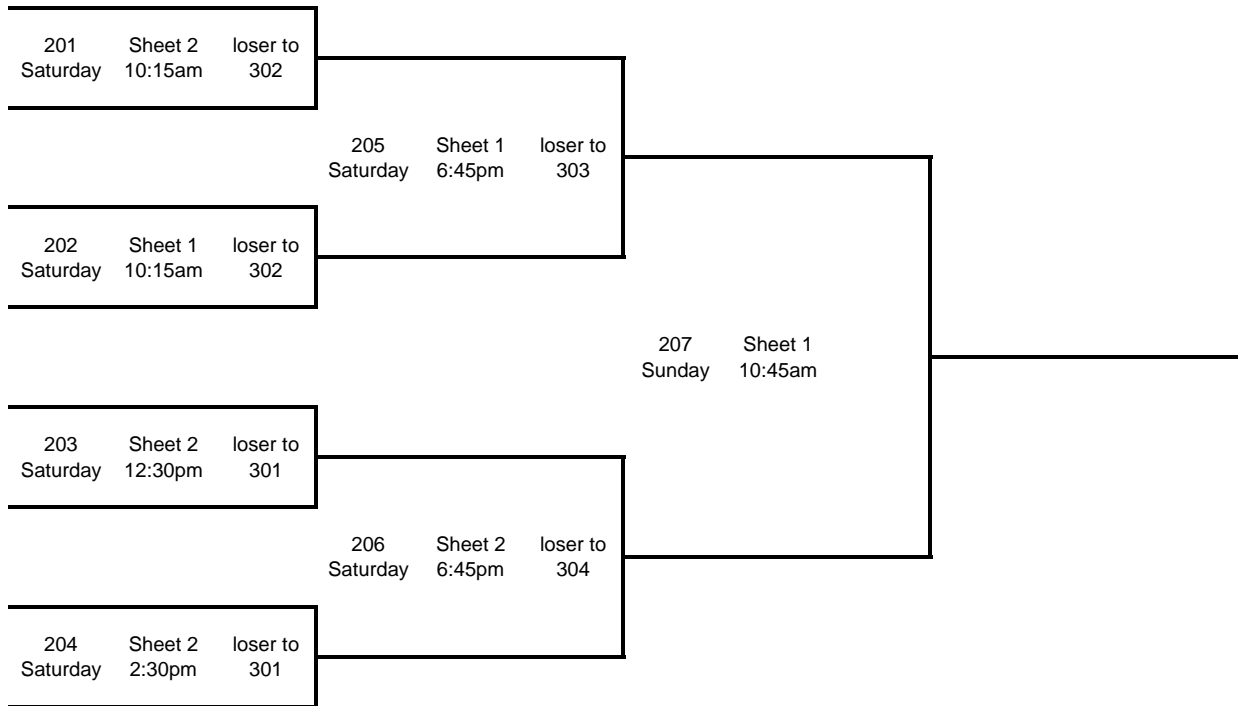 201 Sheet 2 loser to
Saturday 10:15am 302
205 Sheet 1 loser to
Saturday 6:45pm 303
202 Sheet 1 loser to
Saturday 10:15am 302
207 Sheet 1
Sunday 10:45am
203 Sheet 2 loser to
Saturday 12:30pm 301
206 Sheet 2 loser to
Saturday 6:45pm 304
204 Sheet 2 loser to
Saturday 2:30pm 301